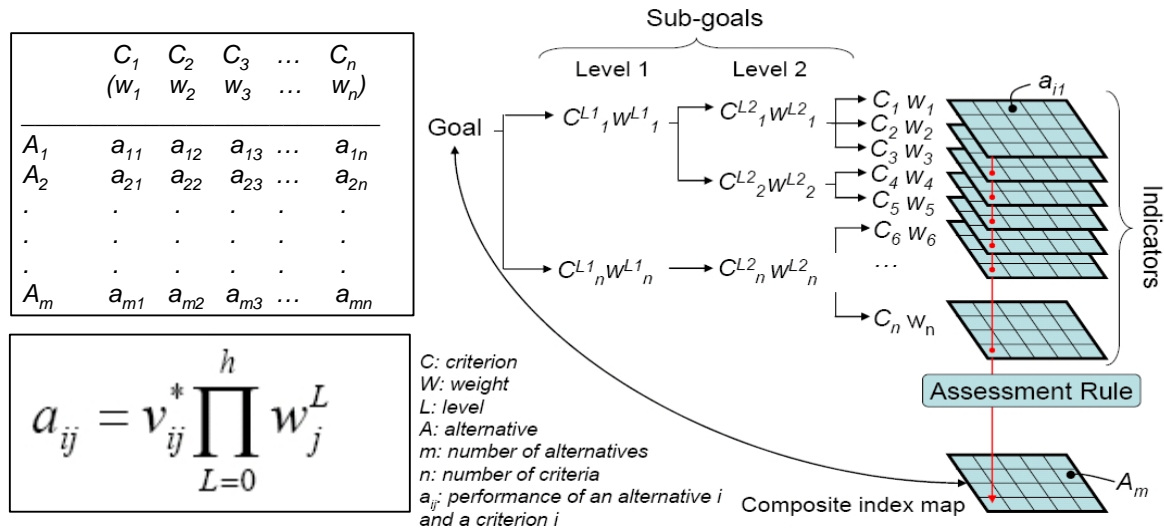 C1 C2 C3 … Cn
(w1 w2 w3 … wn)
A1 a11 a12 a13 … a1n
A2 a21 a22 a23 … a2n
. . . . . .
. . . . . .
. . . . . .
Am am1 am2 am3 … amn
aij = v*ij ∏ h L=0 wLj
Sub-goals
Level 1 Level 2
Goal
CL11wL11
CL1nwL1n
CL21wL21
CL22wL22
CL2n wL2n
C1 w1
C2 w2
C3 w3
C4 w4
C5 w5
C6 w6
…
Cn wn
ai1
Indicators
Assessment Rule
Am
Composite index map
C: criterion
W: weight
L: level
A: alternative
m: number of alternatives
n: number of criteria
aij: performance of an alternative i
and a criterion j